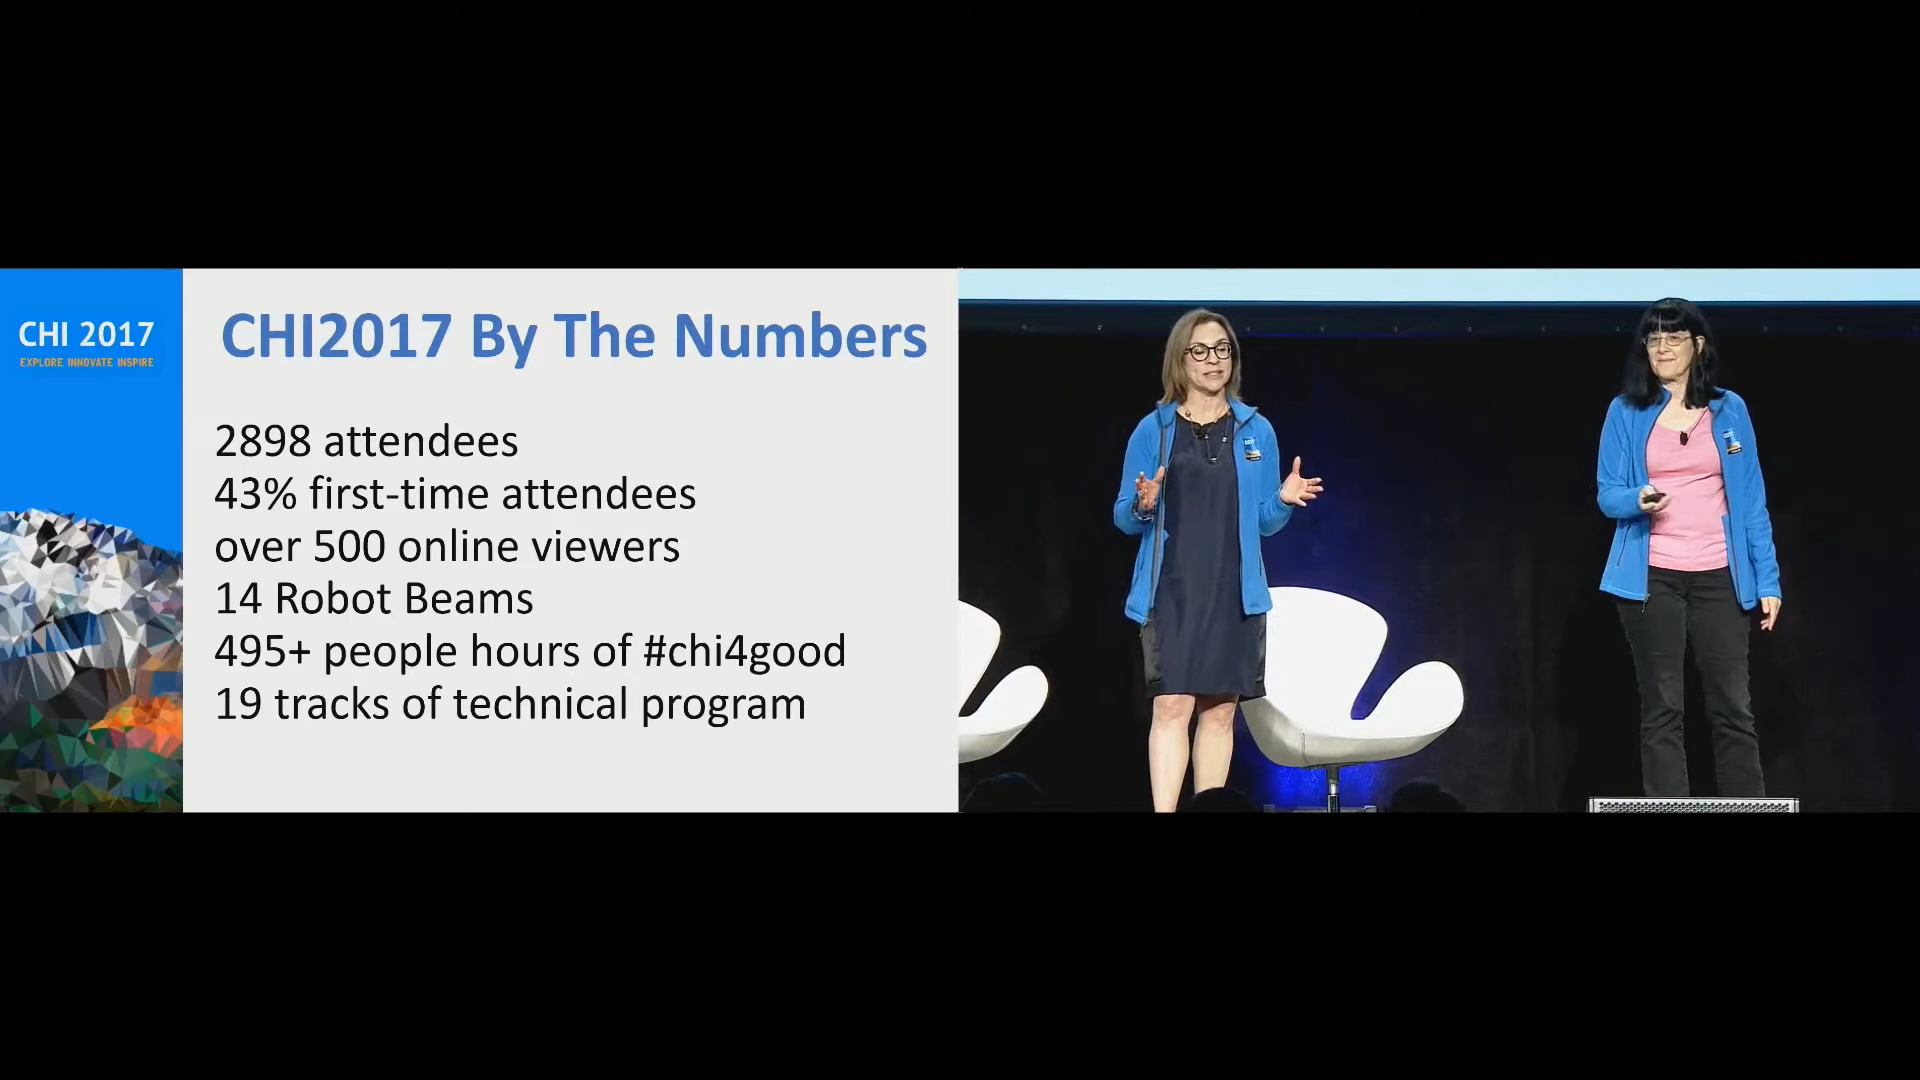 CHI 2017
EXPLORE INNOVATE INSPIRE
CHI2017 By The Numbers
2898 attendees
43% first-time attendees
over 500 online viewers
14 Robot Beams
495+ people hours of #chi4good
19 tracks of technical program